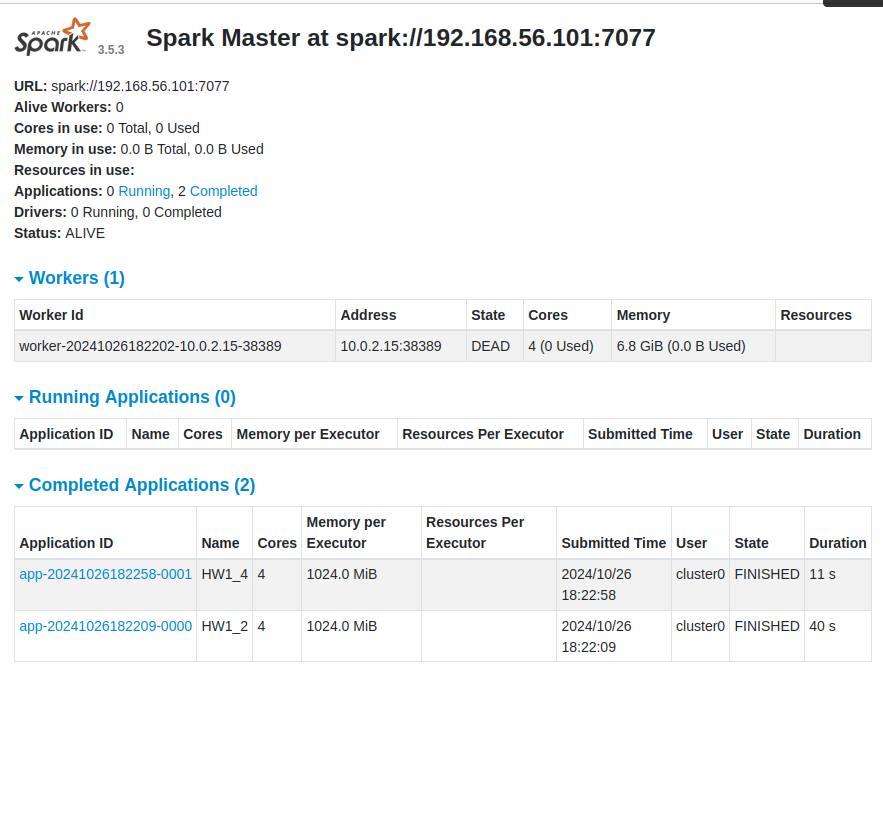 APACHE Spark 3.5.3 Spark Master at spark://192.168.56.101:7077
URL: spark://192.168.56.101:7077
Alive Workers: 0
Cores in use: 0 Total, 0 Used
Memory in use: 0.0 B Total, 0.0 B Used
Resources in use:
Applications: 0 Running, 2 Completed
Drivers: 0 Running, 0 Completed
Status: ALIVE
Workers (1)
Worker Id Address State Cores Memory Resources
worker-20241026182202-10.0.2.15-38389 10.0.2.15:38389 DEAD 4 (0 Used) 6.8 GiB (0.0 B Used)
Running Applications (0)
Application ID Name Cores Memory per Executor Resources Per Executor Submitted Time User State Duration
Completed Applications (2)
Memory per Resources Per
Application ID Name Cores Executor Executor Submitted Time User State Duration
app-20241026182258-0001 HW1_4 4 1024.0 MiB 2024/10/26 cluster0 FINISHED 11 s
18:22:58
app-20241026182209-0000 HW1_2 4 1024.0 MiB 2024/10/26 cluster0 FINISHED 40 s
18:22:09